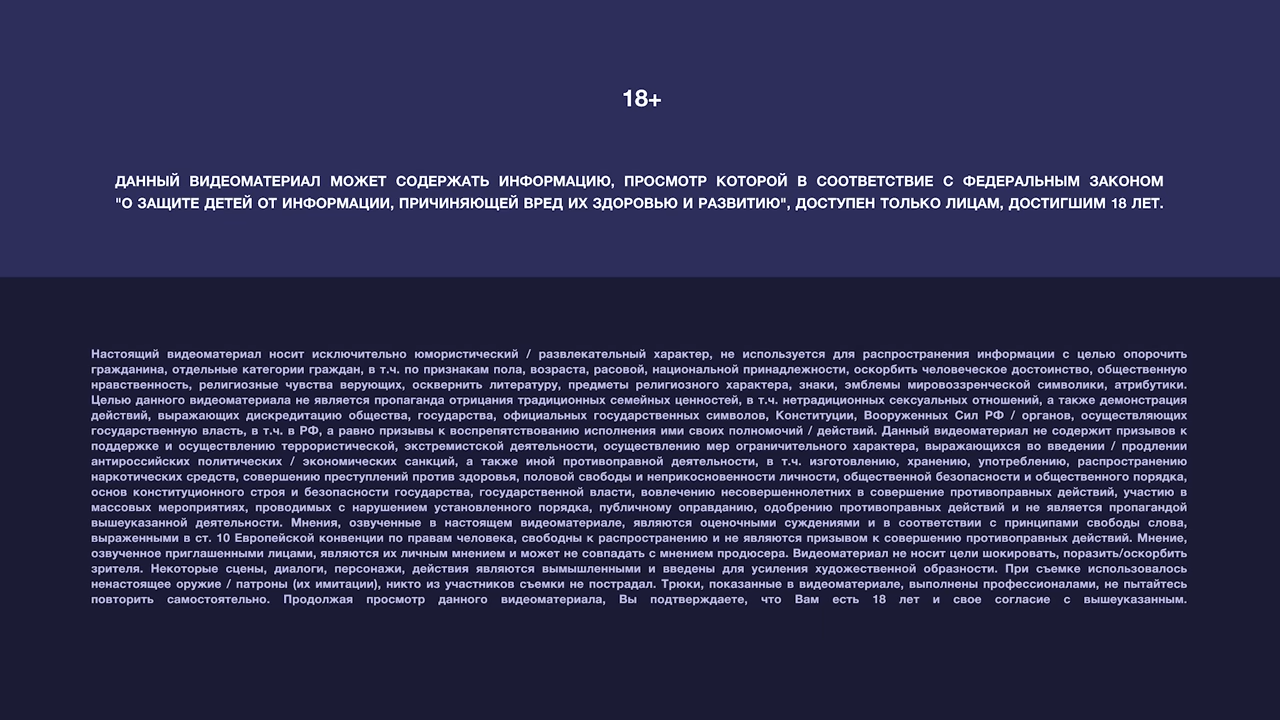 18+
ДАННЫЙ ВИДЕОМАТЕРИАЛ МОЖЕТ СОДЕРЖАТЬ ИНФОРМАЦИЮ, ПРОСМОТР КОТОРОЙ В СООТВЕТСТВИЕ С ФЕДЕРАЛЬНЫМ ЗАКОНОМ
"О ЗАЩИТЕ ДЕТЕЙ ОТ ИНФОРМАЦИИ, ПРИЧИНЯЮЩЕЙ ВРЕД ИХ ЗДОРОВЬЮ И РАЗВИТИЮ", ДОСТУПЕН ТОЛЬКО ЛИЦАМ, ДОСТИГШИМ 18 ЛЕТ.
Настоящий видеоматериал носит исключительно юмористический / развлекательный характер, не используется для распространения информации с целью опорочить
гражданина, отдельные категории граждан, в т.ч. по признакам пола, возраста, расовой, национальной принадлежности, оскорбить человеческое достоинство, общественную
нравственность, религиозные чувства верующих, осквернить литературу, предметы религиозного характера, знаки, эмблемы мировоззренческой символики, атрибутики.
Целью данного видеоматериала не является пропаганда отрицания традиционных семейных ценностей, в т.ч. нетрадиционных сексуальных отношений, а также демонстрация
действий, выражающих дискредитацию общества, государства, официальных государственных символов, Конституции, Вооруженных Сил РФ / органов, осуществляющих
государственную власть, в т.ч. в РФ, а равно призывы к воспрепятствованию исполнения ими своих полномочий / действий. Данный видеоматериал не содержит призывов к
поддержке и осуществлению террористической, экстремистской деятельности, осуществлению мер ограничительного характера, выражающихся во введении / продлении
антироссийских политических / экономических санкций, а также иной противоправной деятельности, в т.ч. изготовлению, хранению, употреблению, распространению
наркотических средств, совершению преступлений против здоровья, половой свободы и неприкосновенности личности, общественной безопасности и общественного порядка,
основ конституционного строя и безопасности государства, государственной власти, вовлечению несовершеннолетних в совершение противоправных действий, участию в
массовых мероприятиях, проводимых с нарушением установленного порядка, публичному оправданию, одобрению противоправных действий и не является пропагандой
вышеуказанной деятельности. Мнения, озвученные в настоящем видеоматериале, являются оценочными суждениями и в соответствии с принципами свободы слова,
выраженными в ст. 10 Европейской конвенции по правам человека, свободны к распространению и не являются призывом к совершению противоправных действий. Мнение,
озвученное приглашенными лицами, являются их личным мнением и может не совпадать с мнением продюсера. Видеоматериал не носит цели шокировать, поразить/оскорбить
зрителя. Некоторые сцены, диалоги, персонажи, действия являются вымышленными и введены для усиления художественной образности. При съемке использовалось
ненастоящее оружие / патроны (их имитации), никто из участников съемки не пострадал. Трюки, показанные в видеоматериале, выполнены профессионалами, не пытайтесь
повторить самостоятельно. Продолжая просмотр данного видеоматериала, Вы подтверждаете, что Вам есть 18 лет и свое согласие с вышеуказанным.